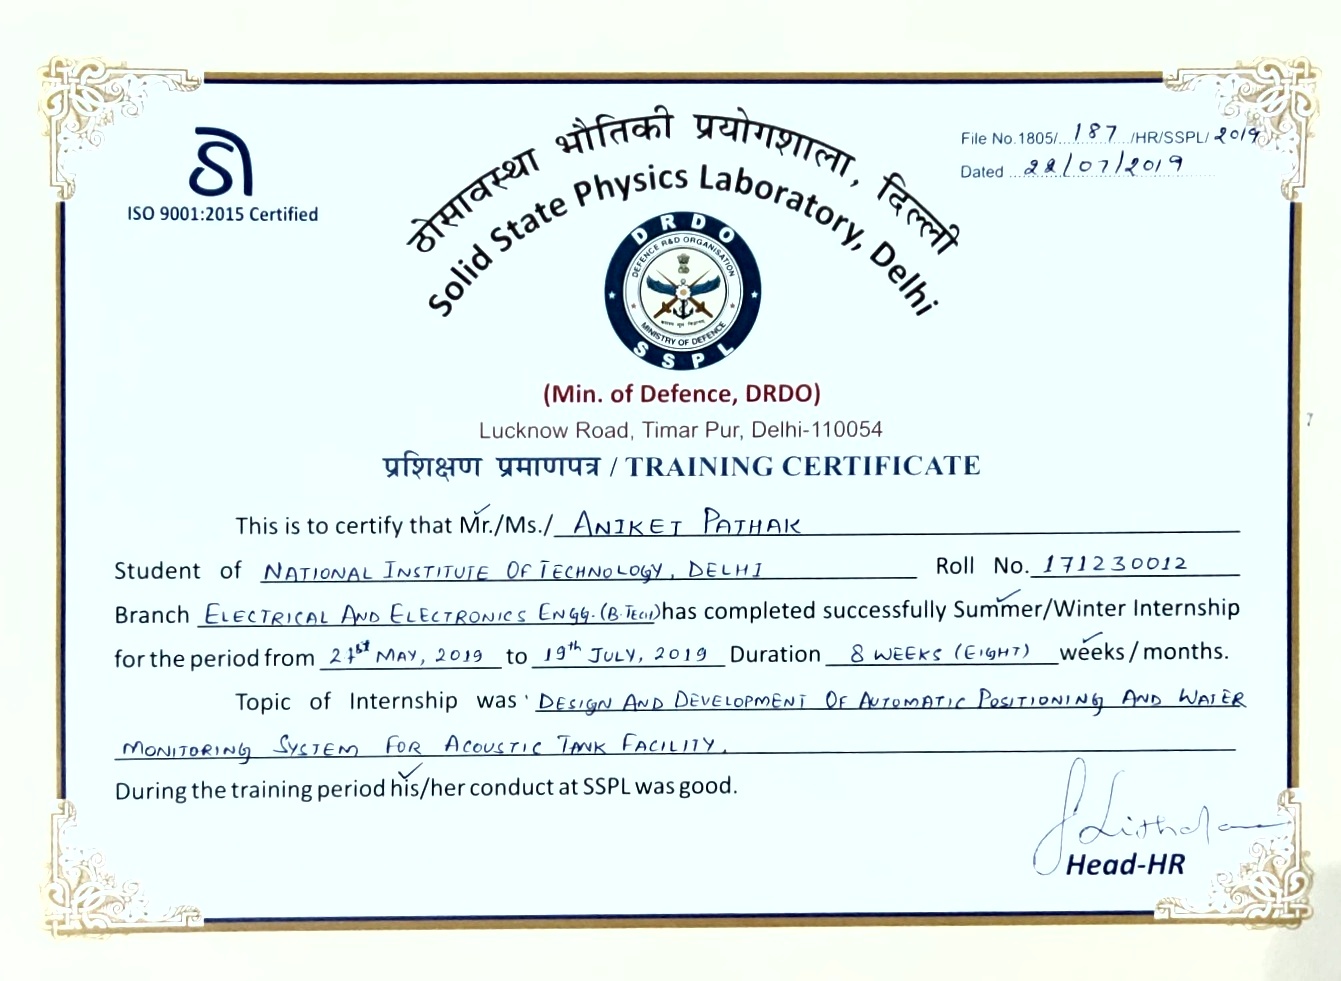 ठी
ISO 9001:2015 Certified
File No.1805/...187.../HR/SSPL/2019
Dated ...22/07/2019
ठोसावस्था भौतिकी प्रयोगशाला, दिल्ली
Solid State Physics Laboratory, Delhi
DRDO
DEFENCE R&D ORGANISATION
MINISTRY OF DEFENCE
SSPL
(Min. of Defence, DRDO)
Lucknow Road, Timar Pur, Delhi-110054
प्रशिक्षण प्रमाणपत्र / TRAINING CERTIFICATE
This is to certify that Mr./Ms./ ANIKET PATHAK
Student of NATIONAL INSTITUTE OF TECHNOLOGY, DELHI Roll No. 171230012
Branch ELECTRICAL AND ELECTRONICS ENGG. (B.TECH) has completed successfully Summer/Winter Internship
for the period from 21st MAY, 2019 to 19th JULY, 2019 Duration 8 WEEKS (EIGHT) weeks/months.
Topic of Internship was DESIGN AND DEVELOPMENT OF AUTOMATIC POSITIONING AND WATER
MONITORING SYSTEM FOR ACOUSTIC TANK FACILITY.
During the training period his/her conduct at SSPL was good.
Head-HR